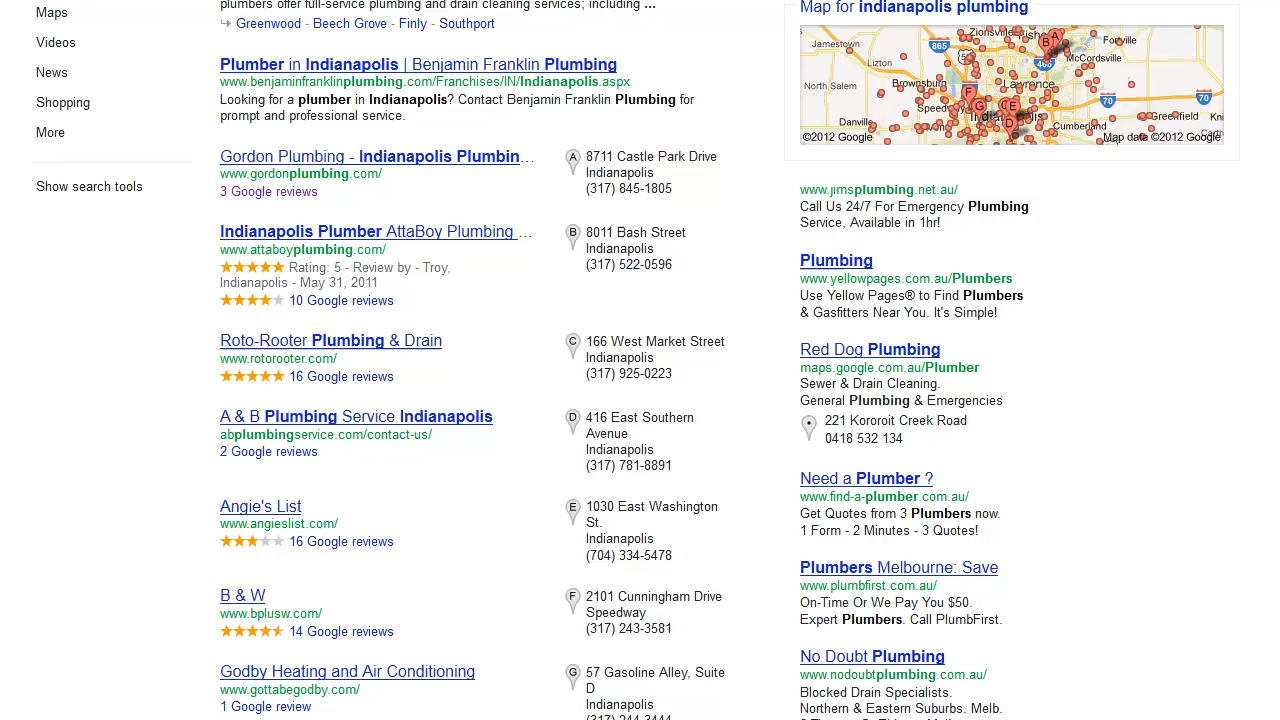 Maps
Videos
News
Shopping
More
Show search tools
plumbers offer full-service plumbing and drain cleaning services; including ...
Greenwood - Beech Grove - Finly - Southport
Plumber in Indianapolis | Benjamin Franklin Plumbing
www.benjaminfranklinplumbing.com/Franchises/IN/Indianapolis.aspx
Looking for a plumber in Indianapolis? Contact Benjamin Franklin Plumbing for
prompt and professional service.
Gordon Plumbing - Indianapolis Plumbin...
www.gordonplumbing.com/
3 Google reviews
A
8711 Castle Park Drive
Indianapolis
(317) 845-1805
Indianapolis Plumber AttaBoy Plumbing ...
www.attaboyplumbing.com/
Rating: 5 - Review by - Troy,
Indianapolis - May 31, 2011
10 Google reviews
B
8011 Bash Street
Indianapolis
(317) 522-0596
Roto-Rooter Plumbing & Drain
www.rotorooter.com/
16 Google reviews
C
166 West Market Street
Indianapolis
(317) 925-0223
A & B Plumbing Service Indianapolis
abplumbingservice.com/contact-us/
2 Google reviews
D
416 East Southern
Avenue
Indianapolis
(317) 781-8891
Angie's List
www.angieslist.com/
16 Google reviews
E
1030 East Washington
St.
Indianapolis
(704) 334-5478
B & W
www.bplusw.com/
14 Google reviews
F
2101 Cunningham Drive
Speedway
(317) 243-3581
Godby Heating and Air Conditioning
www.gottabegodby.com/
1 Google review
G
57 Gasoline Alley, Suite
D
Indianapolis
(317) 244-3444
Map for indianapolis plumbing
Zionsville
Jamestown
865
Fortville
Lizton
465
McCordsville
Brownsburg
North Salem
Lawrence
70
70
Danville
Cumberland
Greenfield
A
B
F
G
C
E
D
©2012 Google
Map data ©2012 Google
www.jimsplumbing.net.au/
Call Us 24/7 For Emergency Plumbing
Service, Available in 1hr!
Plumbing
www.yellowpages.com.au/Plumbers
Use Yellow Pages® to Find Plumbers
& Gasfitters Near You. It's Simple!
Red Dog Plumbing
maps.google.com.au/Plumber
Sewer & Drain Cleaning.
General Plumbing & Emergencies
221 Kororoit Creek Road
0418 532 134
Need a Plumber ?
www.find-a-plumber.com.au/
Get Quotes from 3 Plumbers now.
1 Form - 2 Minutes - 3 Quotes!
Plumbers Melbourne: Save
www.plumbfirst.com.au/
On-Time Or We Pay You $50.
Expert Plumbers. Call PlumbFirst.
No Doubt Plumbing
www.nodoubtplumbing.com.au/
Blocked Drain Specialists.
Northern & Eastern Suburbs. Melb.